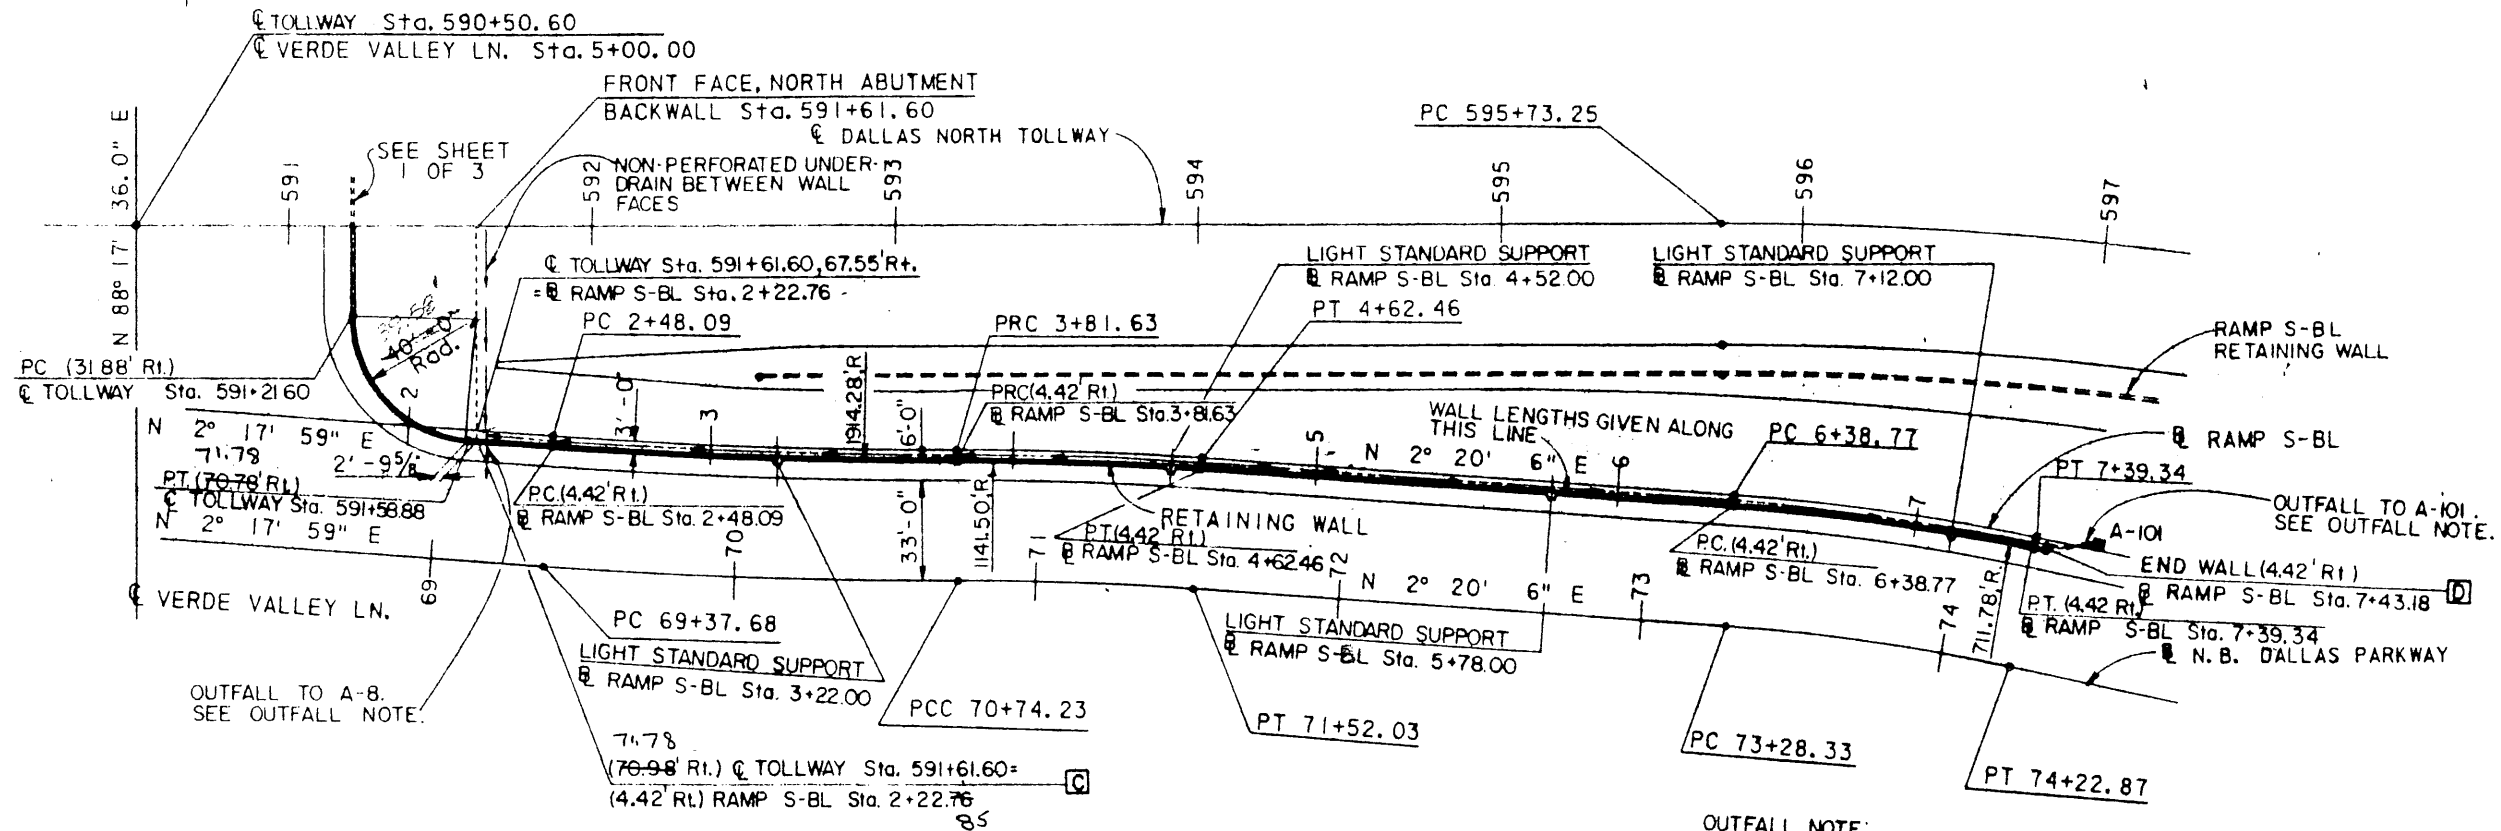 ℄ TOLLWAY Sta. 590+50.60
℄ VERDE VALLEY LN. Sta. 5+00.00
FRONT FACE, NORTH ABUTMENT
BACKWALL Sta. 591+61.60
℄ DALLAS NORTH TOLLWAY
PC 595+73.25
SEE SHEET
1 OF 3
NON-PERFORATED UNDER-
DRAIN BETWEEN WALL
FACES
N 88° 17' 36.0" E
591
592
593
594
595
596
597
℄ TOLLWAY Sta. 591+61.60, 67.55' Rt.
= ℄ RAMP S-BL Sta. 2+22.76
LIGHT STANDARD SUPPORT
℄ RAMP S-BL Sta. 4+52.00
LIGHT STANDARD SUPPORT
℄ RAMP S-BL Sta. 7+12.00
PC 2+48.09
PRC 3+81.63
PT 4+62.46
RAMP S-BL
RETAINING WALL
40'-0"
Rad.
PC (31.88' Rt.)
℄ TOLLWAY Sta. 591+21.60
2
3
3'-0"
1914.28'R
6'-0"
PRC (4.42' Rt.)
℄ RAMP S-BL Sta. 3+81.63
WALL LENGTHS GIVEN ALONG
THIS LINE
PC 6+38.77
℄ RAMP S-BL
N 2° 17' 59" E
71.78
2'-9 5/8"
P.T. (70.78' Rt.)
℄ TOLLWAY Sta. 591+58.88
N 2° 17' 59" E
P.C. (4.42' Rt.)
℄ RAMP S-BL Sta. 2+48.09
5
N 2° 20' 6" E
6
7
PT 7+39.34
OUTFALL TO A-101.
SEE OUTFALL NOTE.
A-101
RETAINING WALL
33'-0"
1141.50'R
P.T. (4.42' Rt.)
℄ RAMP S-BL Sta. 4+62.46
P.C. (4.42' Rt.)
℄ RAMP S-BL Sta. 6+38.77
END WALL (4.42' Rt.)
℄ RAMP S-BL Sta. 7+43.18
D
P.T. (4.42' Rt.)
℄ RAMP S-BL Sta. 7+39.34
69
70
71
72
73
74
N 2° 20' 6" E
711.78'R.
℄ VERDE VALLEY LN.
PC 69+37.68
LIGHT STANDARD SUPPORT
℄ RAMP S-BL Sta. 3+22.00
LIGHT STANDARD SUPPORT
℄ RAMP S-BL Sta. 5+78.00
℄ N.B. DALLAS PARKWAY
OUTFALL TO A-8.
SEE OUTFALL NOTE.
PCC 70+74.23
PT 71+52.03
PC 73+28.33
PT 74+22.87
71.78
(70.98' Rt.) ℄ TOLLWAY Sta. 591+61.60=
(4.42' Rt.) RAMP S-BL Sta. 2+22.76
85
C
OUTFALL NOTE: